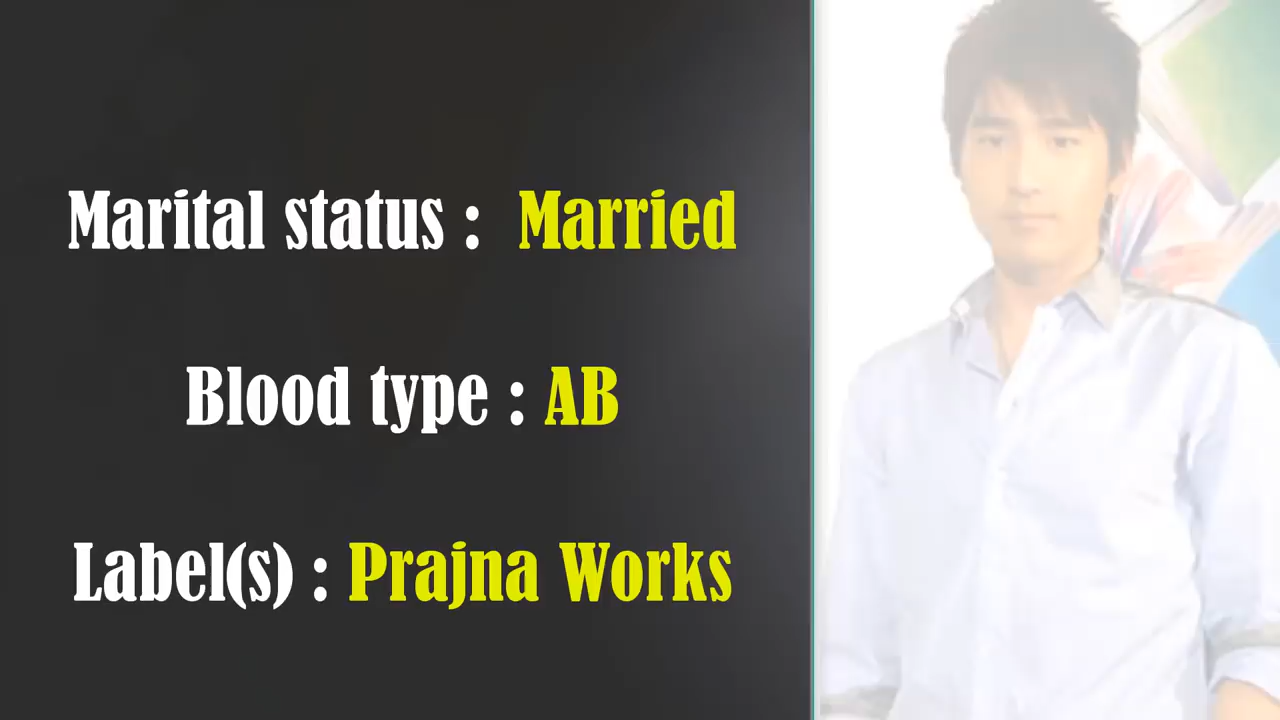 Marital status : Married
Blood type : AB
Label(s) : Prajna Works